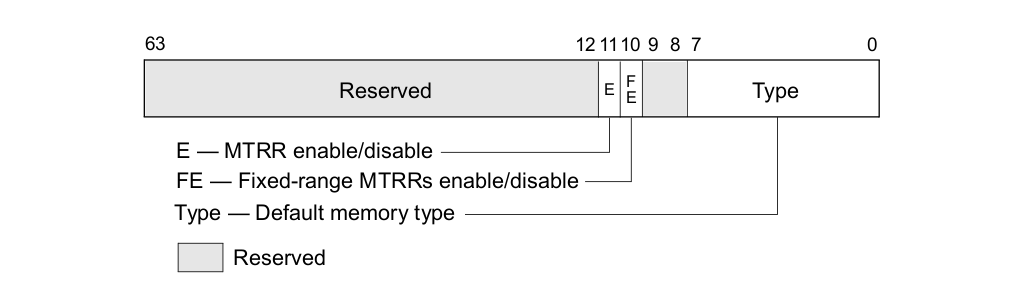 63 12 11 10 9 8 7 0
Reserved E F E Type
E — MTRR enable/disable
FE — Fixed-range MTRRs enable/disable
Type — Default memory type
Reserved